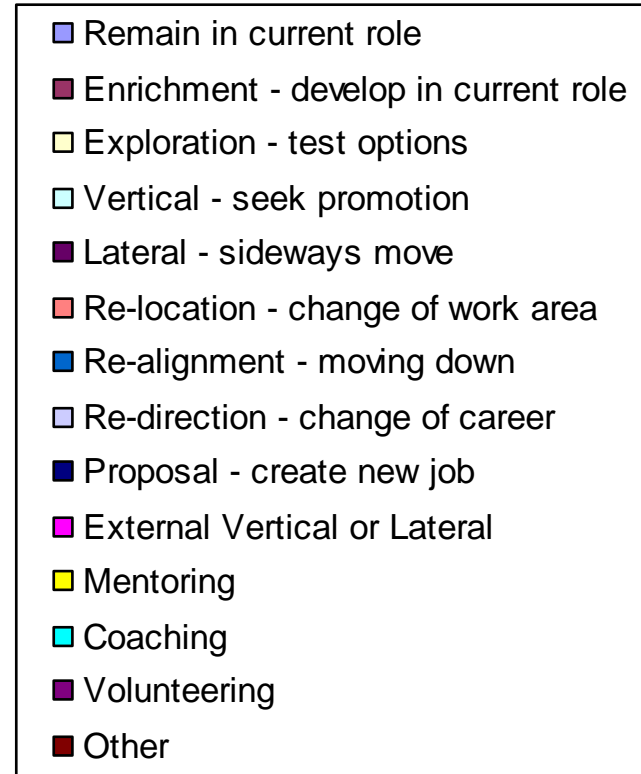 Remain in current role
Enrichment - develop in current role
Exploration - test options
Vertical - seek promotion
Lateral - sideways move
Re-location - change of work area
Re-alignment - moving down
Re-direction - change of career
Proposal - create new job
External Vertical or Lateral
Mentoring
Coaching
Volunteering
Other